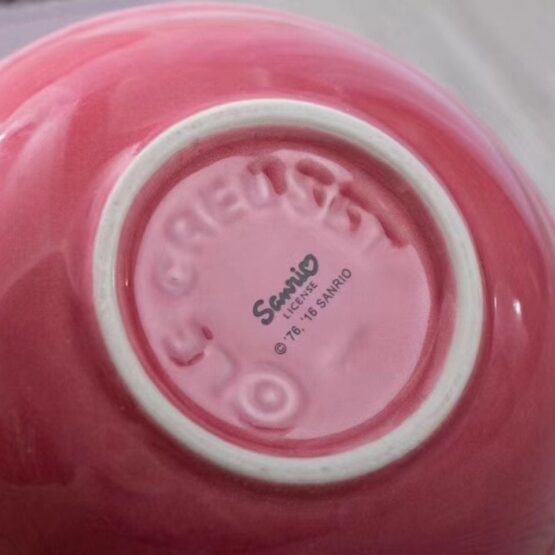 LE CREUSET
Sanrio
LICENSE
© '76, '16 SANRIO